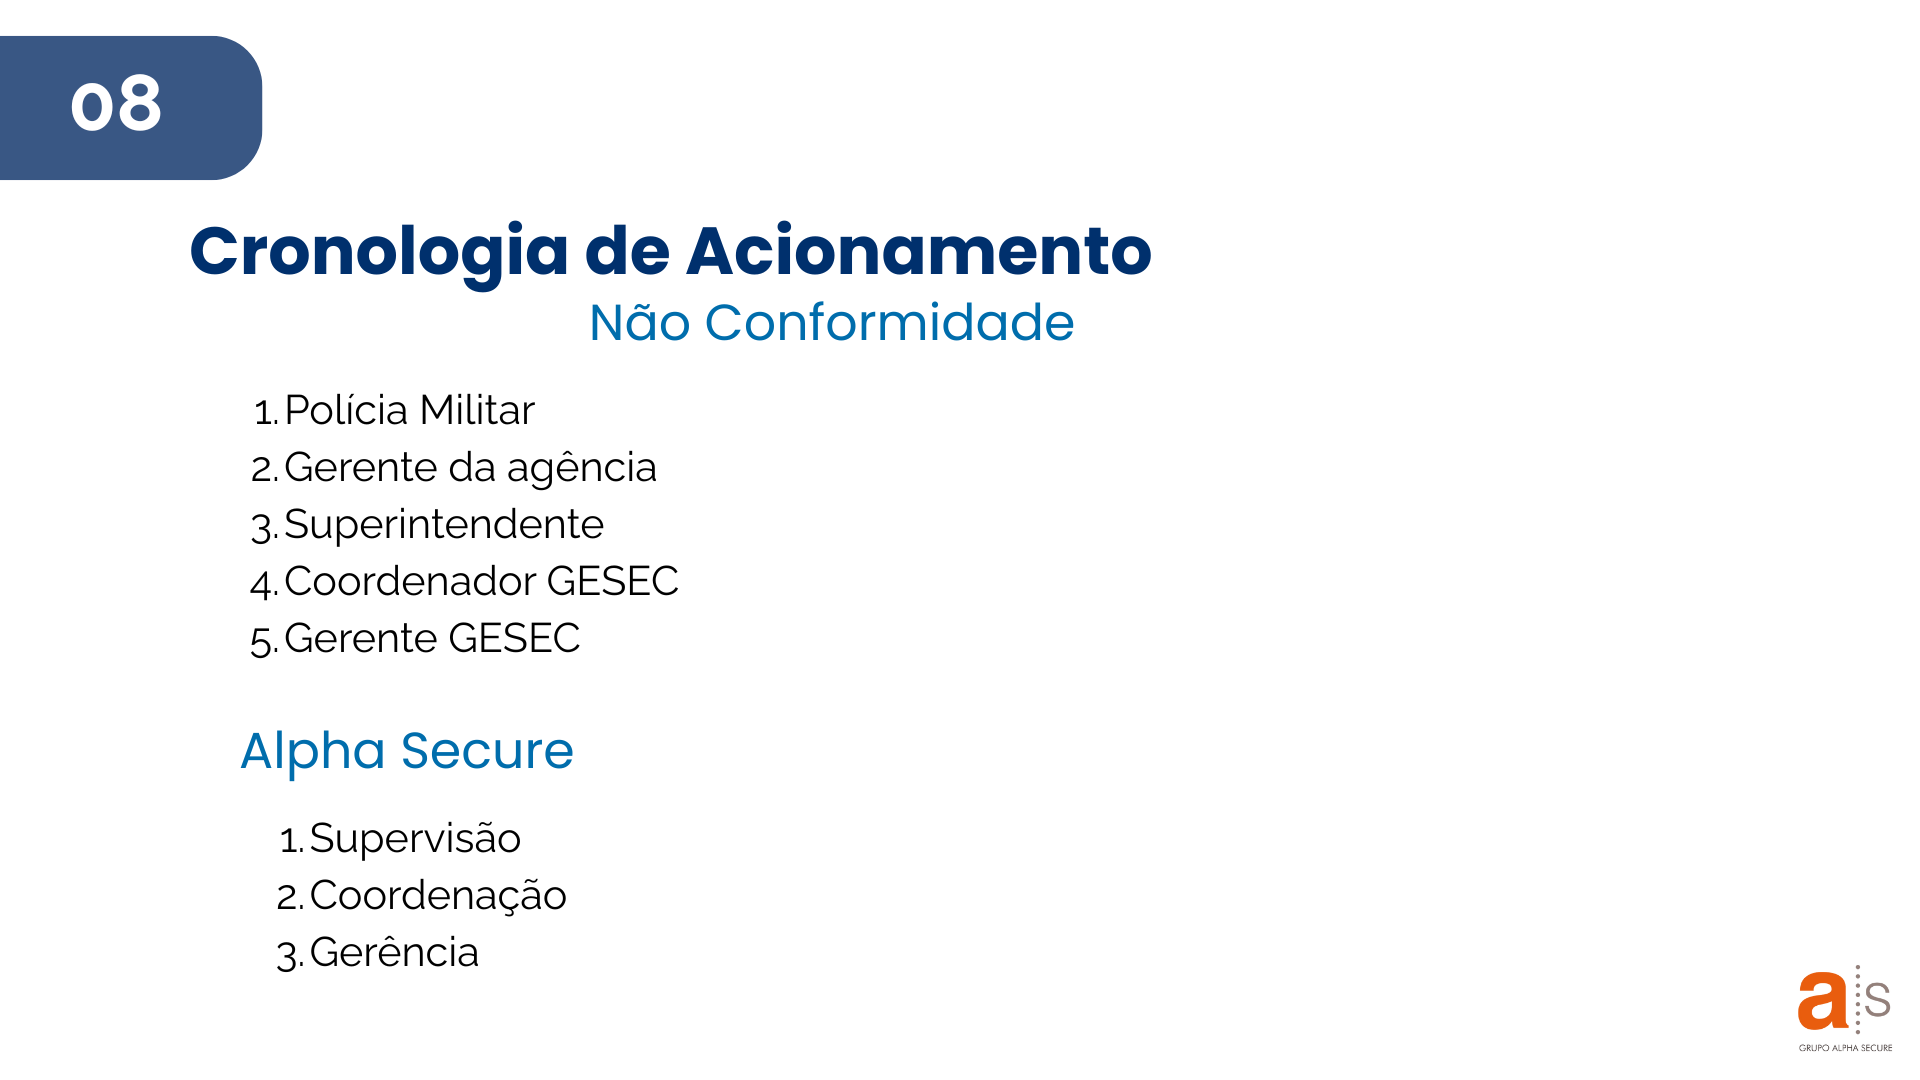 08
Cronologia de Acionamento
Não Conformidade
1. Polícia Militar
2. Gerente da agência
3. Superintendente
4. Coordenador GESEC
5. Gerente GESEC
Alpha Secure
1. Supervisão
2. Coordenação
3. Gerência
a s
GRUPO ALPHA SECURE